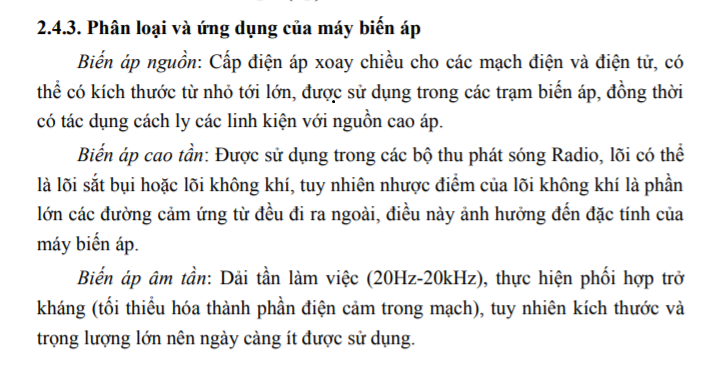 2.4.3. Phân loại và ứng dụng của máy biến áp
Biến áp nguồn: Cấp điện áp xoay chiều cho các mạch điện và điện tử, có
thể có kích thước từ nhỏ tới lớn, được sử dụng trong các trạm biến áp, đồng thời
có tác dụng cách ly các linh kiện với nguồn cao áp.
Biến áp cao tần: Được sử dụng trong các bộ thu phát sóng Radio, lõi có thể
là lõi sắt bụi hoặc lõi không khí, tuy nhiên nhược điểm của lõi không khí là phần
lớn các đường cảm ứng từ đều đi ra ngoài, điều này ảnh hưởng đến đặc tính của
máy biến áp.
Biến áp âm tần: Dải tần làm việc (20Hz-20kHz), thực hiện phối hợp trở
kháng (tối thiểu hóa thành phần điện cảm trong mạch), tuy nhiên kích thước và
trọng lượng lớn nên ngày càng ít được sử dụng.